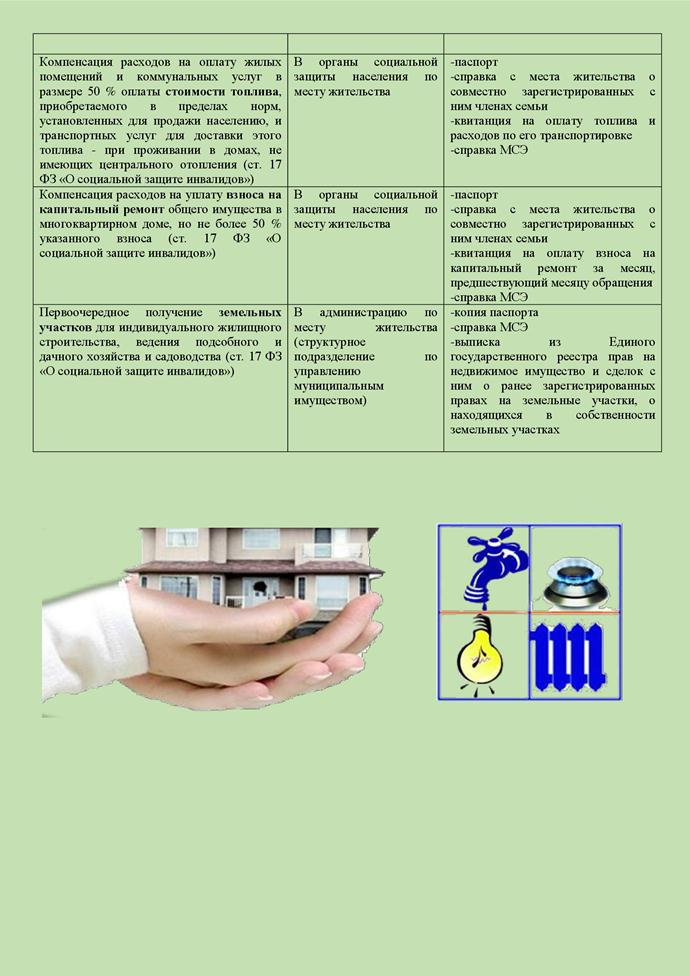 Компенсация расходов на оплату жилых
помещений и коммунальных услуг в
размере 50 % оплаты стоимости топлива,
приобретаемого в пределах норм,
установленных для продажи населению, и
транспортных услуг для доставки этого
топлива - при проживании в домах, не
имеющих центрального отопления (ст. 17
ФЗ «О социальной защите инвалидов»)
В органы социальной
защиты населения по
месту жительства
-паспорт
-справка с места жительства о
совместно зарегистрированных с
ним членах семьи
-квитанция на оплату топлива и
расходов по его транспортировке
-справка МСЭ
Компенсация расходов на уплату взноса на
капитальный ремонт общего имущества в
многоквартирном доме, но не более 50 %
указанного взноса (ст. 17 ФЗ «О
социальной защите инвалидов»)
В органы социальной
защиты населения по
месту жительства
-паспорт
-справка с места жительства о
совместно зарегистрированных с
ним членах семьи
-квитанция на оплату взноса на
капитальный ремонт за месяц,
предшествующий месяцу обращения
-справка МСЭ
Первоочередное получение земельных
участков для индивидуального жилищного
строительства, ведения подсобного и
дачного хозяйства и садоводства (ст. 17 ФЗ
«О социальной защите инвалидов»)
В администрацию по
месту жительства
(структурное
подразделение по
управлению
муниципальным
имуществом)
-копия паспорта
-справка МСЭ
-выписка из Единого
государственного реестра прав на
недвижимое имущество и сделок с
ним о ранее зарегистрированных
правах на земельные участки, о
находящихся в собственности
земельных участках